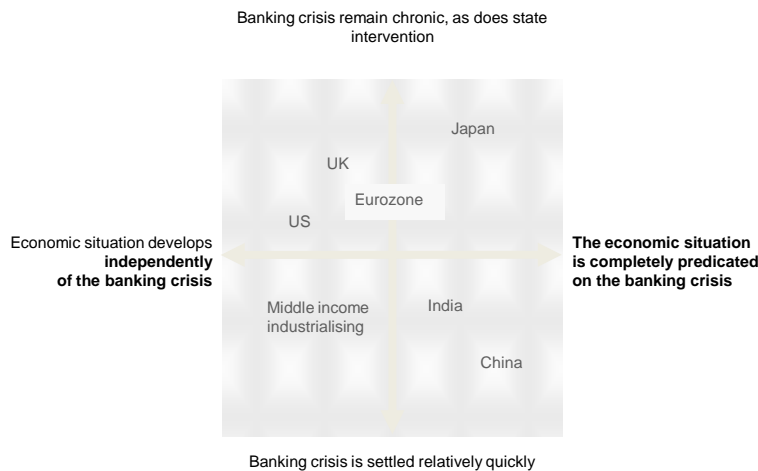 Banking crisis remain chronic, as does state
intervention
Japan
UK
Eurozone
US
Economic situation develops
independently
of the banking crisis
The economic situation
is completely predicated
on the banking crisis
Middle income
industrialising
India
China
Banking crisis is settled relatively quickly